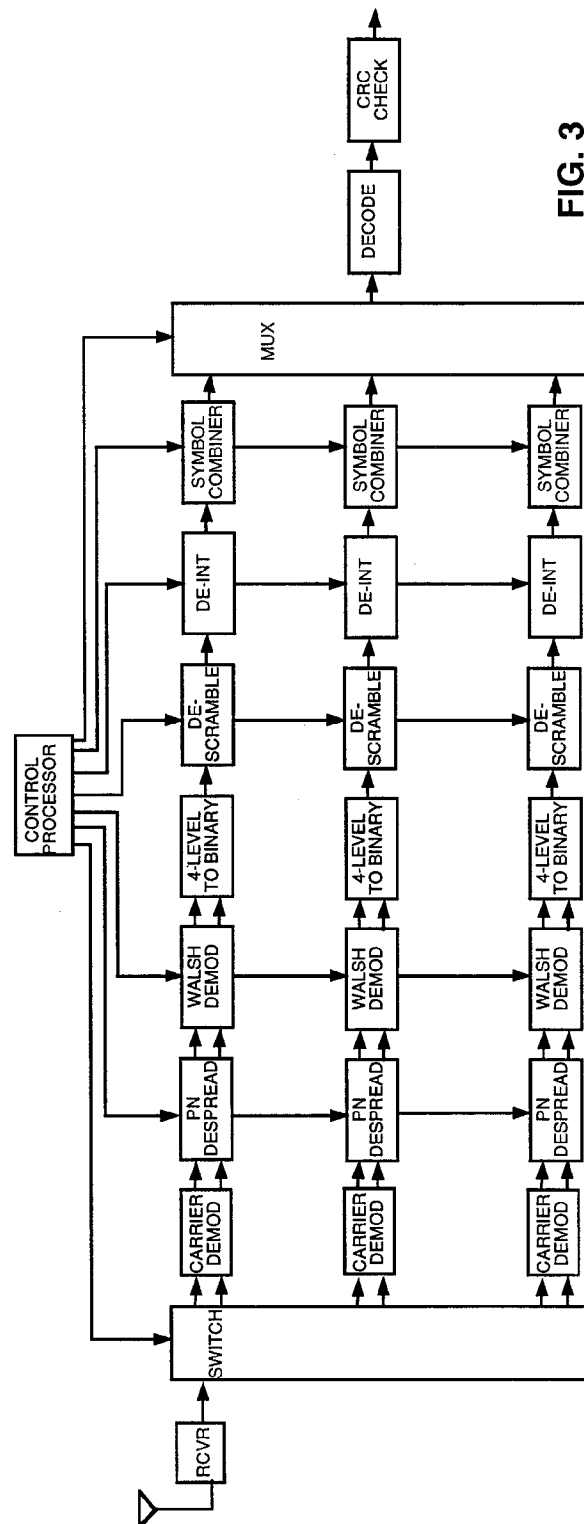 CONTROL
PROCESSOR
RCVR
SWITCH
CARRIER
DEMOD
PN
DESPREAD
WALSH
DEMOD
4-LEVEL
TO BINARY
DE-
SCRAMBLE
DE-INT
SYMBOL
COMBINER
MUX
CARRIER
DEMOD
PN
DESPREAD
WALSH
DEMOD
4-LEVEL
TO BINARY
DE-
SCRAMBLE
DE-INT
SYMBOL
COMBINER
DECODE
CRC
CHECK
CARRIER
DEMOD
PN
DESPREAD
WALSH
DEMOD
4-LEVEL
TO BINARY
DE-
SCRAMBLE
DE-INT
SYMBOL
COMBINER
FIG. 3